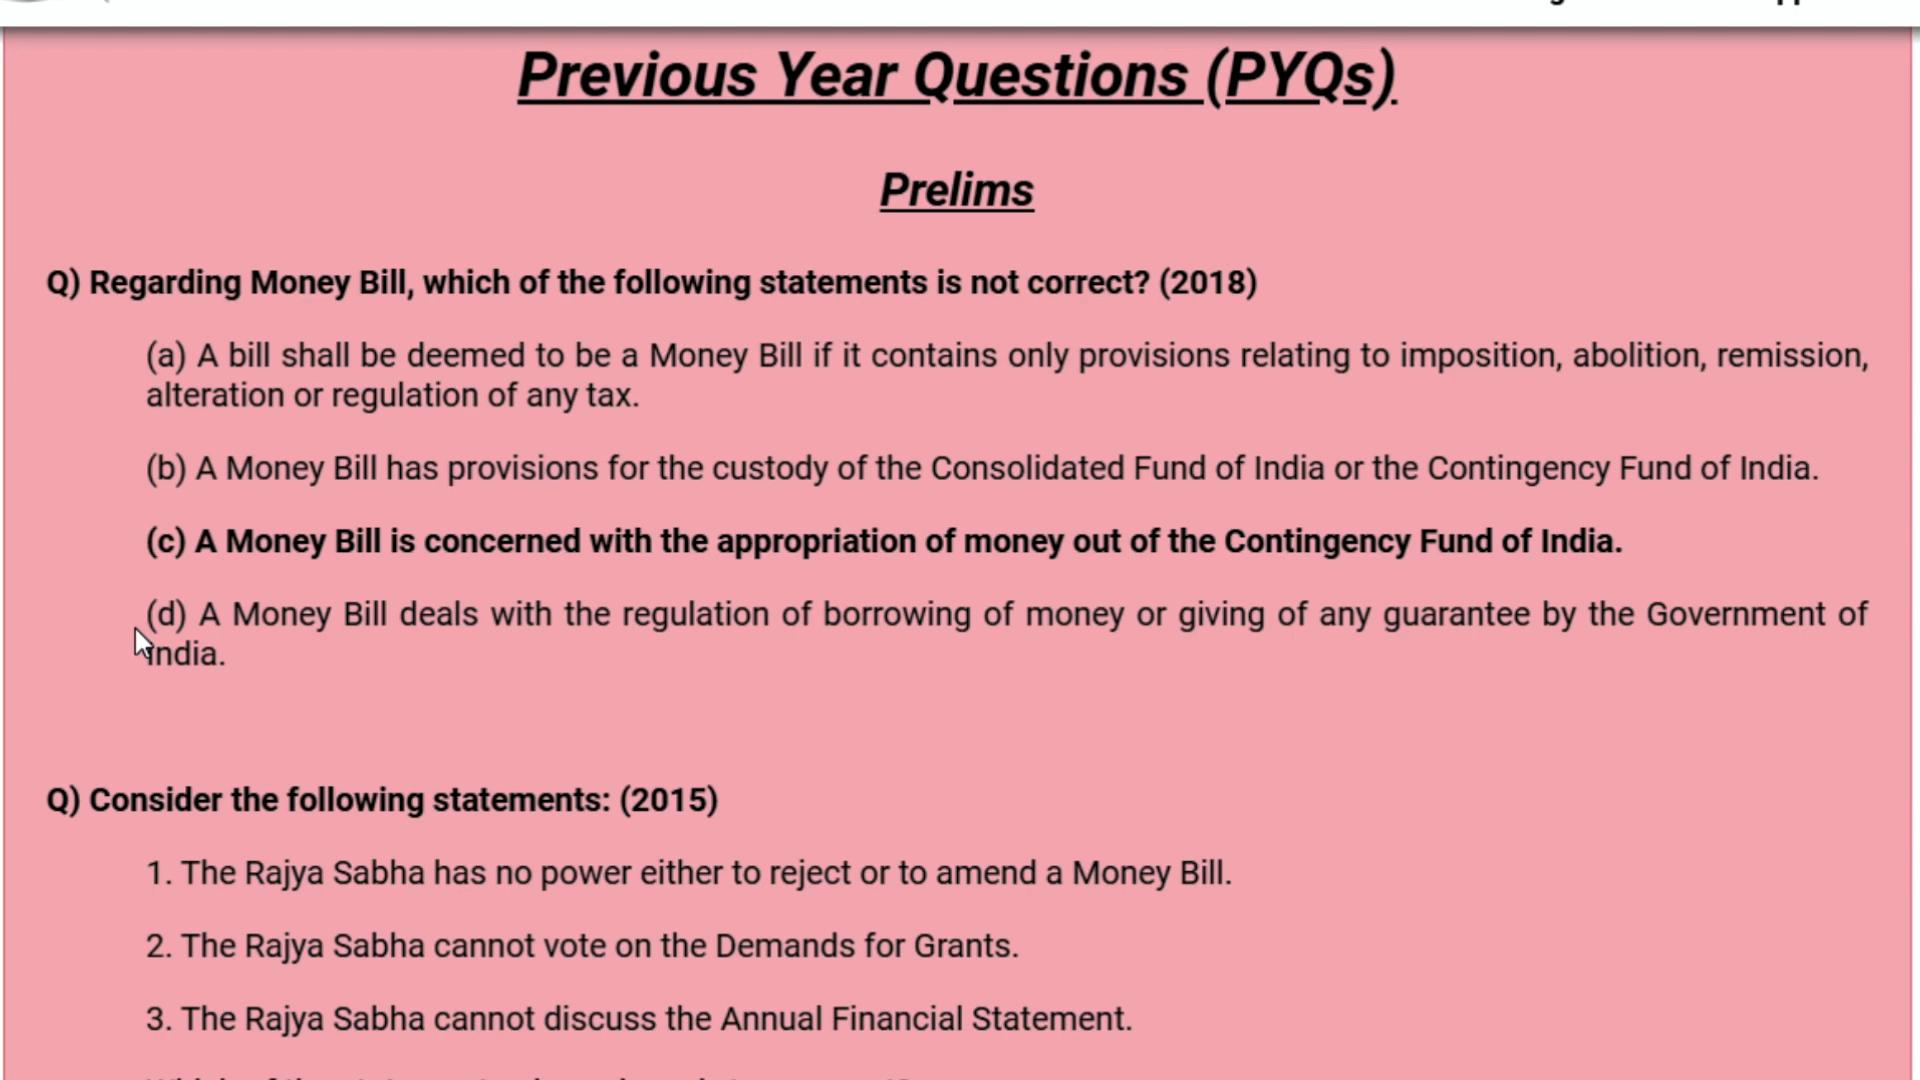 Previous Year Questions (PYQs)
Prelims
Q) Regarding Money Bill, which of the following statements is not correct? (2018)
(a) A bill shall be deemed to be a Money Bill if it contains only provisions relating to imposition, abolition, remission,
alteration or regulation of any tax.
(b) A Money Bill has provisions for the custody of the Consolidated Fund of India or the Contingency Fund of India.
(c) A Money Bill is concerned with the appropriation of money out of the Contingency Fund of India.
(d) A Money Bill deals with the regulation of borrowing of money or giving of any guarantee by the Government of
India.
Q) Consider the following statements: (2015)
1. The Rajya Sabha has no power either to reject or to amend a Money Bill.
2. The Rajya Sabha cannot vote on the Demands for Grants.
3. The Rajya Sabha cannot discuss the Annual Financial Statement.